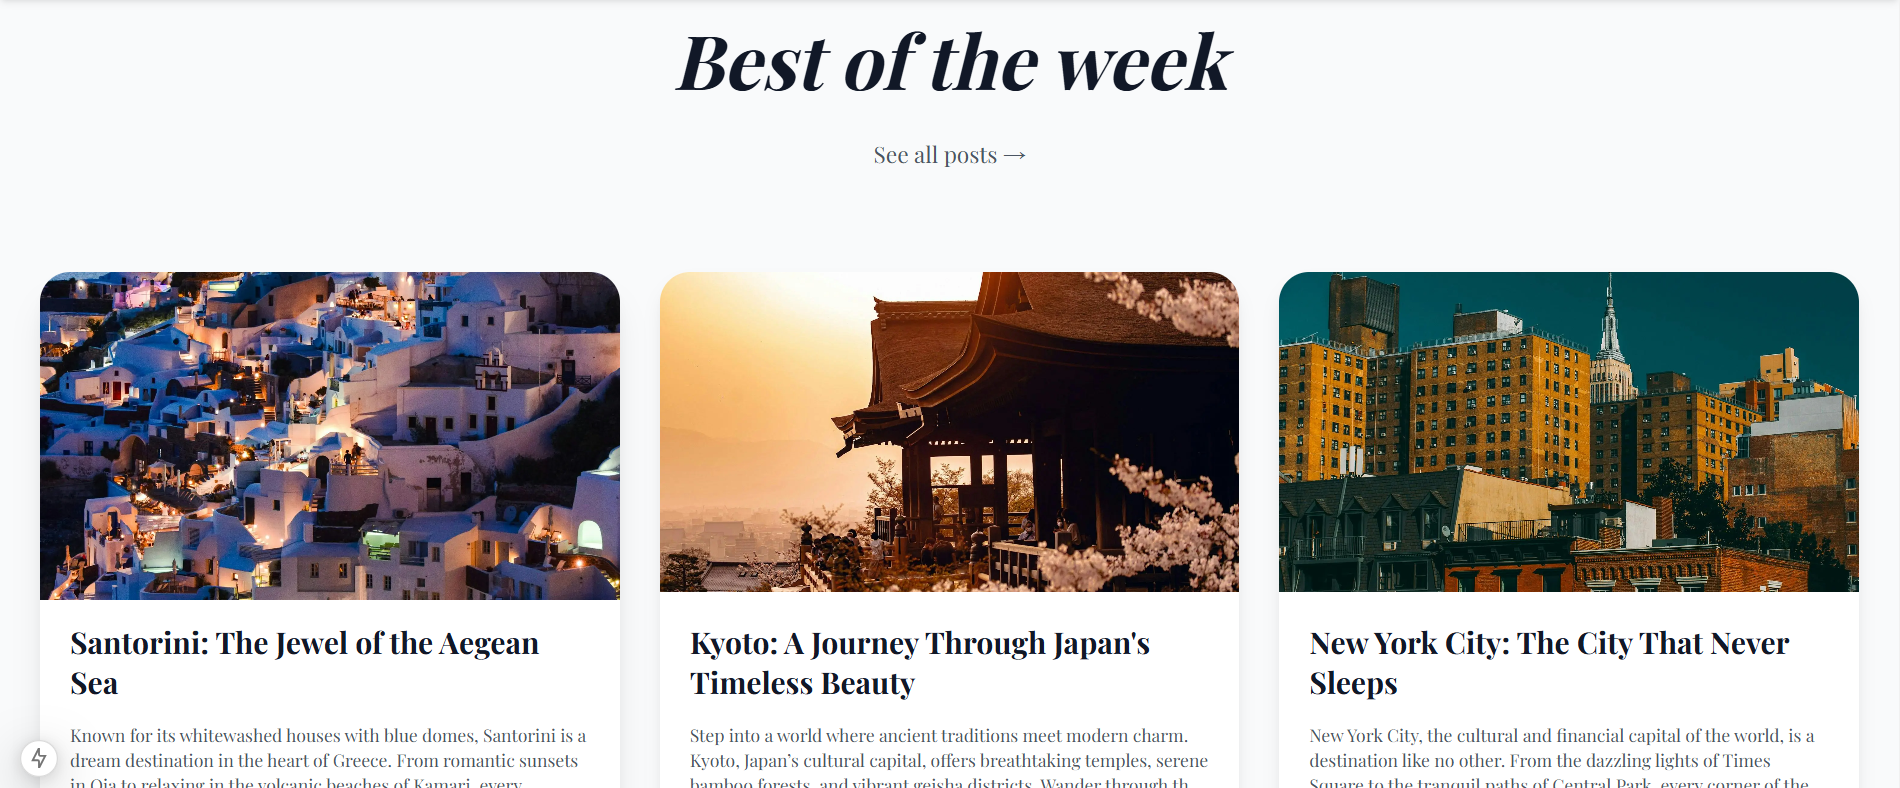 Best of the week
See all posts →
Santorini: The Jewel of the Aegean
Sea
Known for its whitewashed houses with blue domes, Santorini is a
dream destination in the heart of Greece. From romantic sunsets
in Oia to relaxing in the volcanic beaches of Kamari, every
Kyoto: A Journey Through Japan's
Timeless Beauty
Step into a world where ancient traditions meet modern charm.
Kyoto, Japan’s cultural capital, offers breathtaking temples, serene
bamboo forests, and vibrant geisha districts. Wander through th
New York City: The City That Never
Sleeps
New York City, the cultural and financial capital of the world, is a
destination like no other. From the dazzling lights of Times
Square to the tranquil paths of Central Park, every corner of the